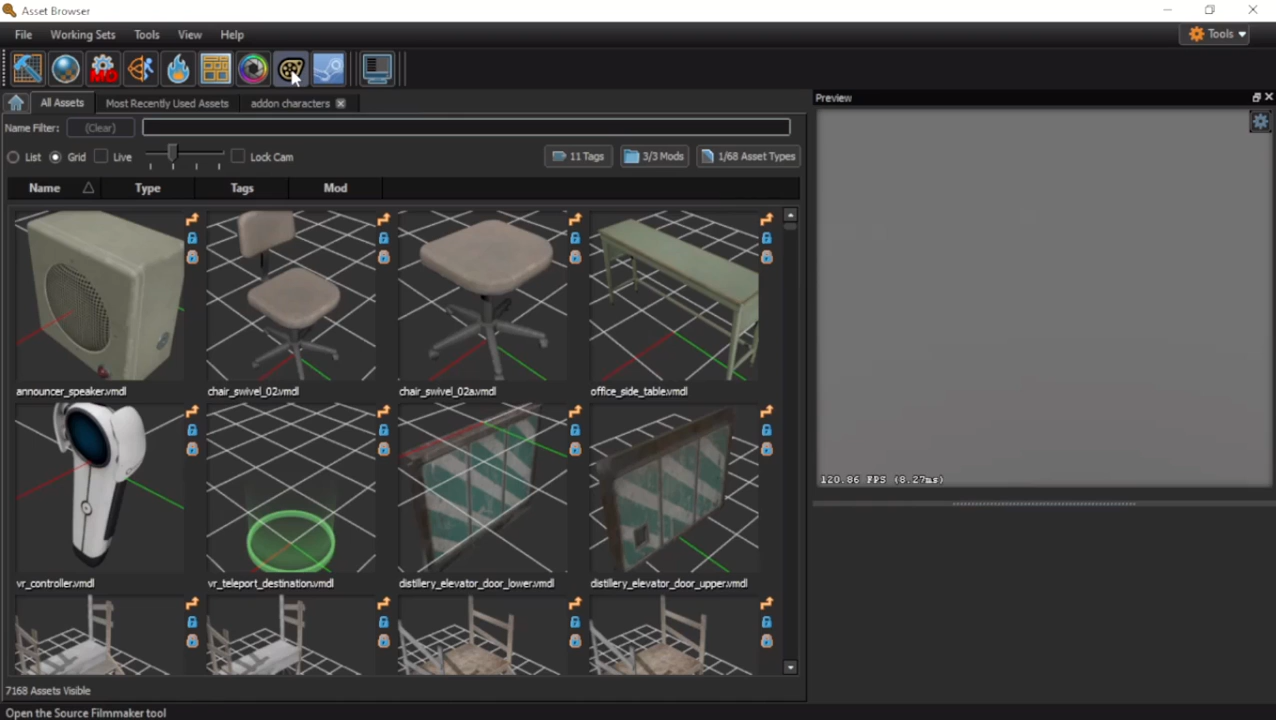 Asset Browser
File Working Sets Tools View Help Tools
MD
All Assets Most Recently Used Assets addon characters
Preview
Name Filter: (Clear)
List Grid Live Lock Cam 11 Tags 3/3 Mods 1/68 Asset Types
Name Type Tags Mod
announcer_speaker.vmdl chair_swivel_02.vmdl chair_swivel_02a.vmdl office_side_table.vmdl
120.86 FPS (8.27ms)
vr_controller.vmdl vr_teleport_destination.vmdl distillery_elevator_door_lower.vmdl distillery_elevator_door_upper.vmdl
7168 Assets Visible
Open the Source Filmmaker tool